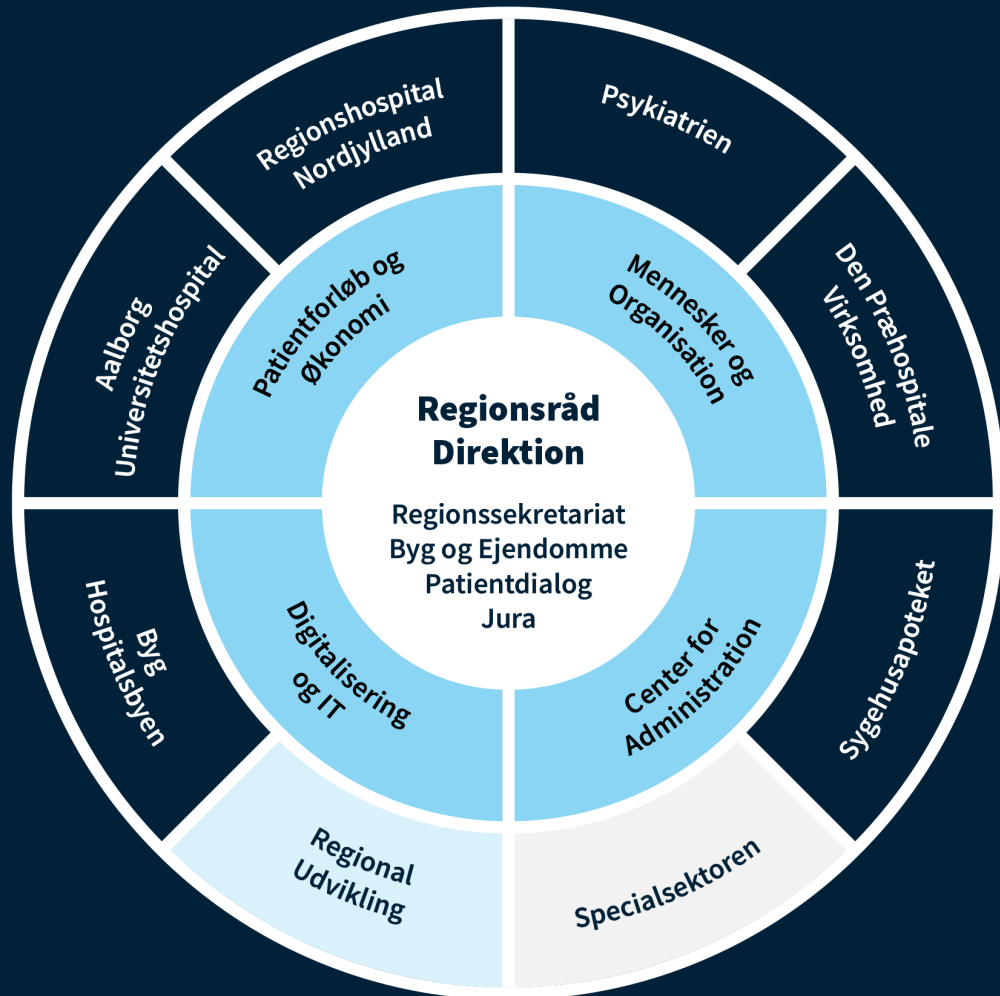 Regionshospital
Nordjylland
Psykiatrien
Den Præhospitale
Virksomhed
Sygehusapoteket
Specialsektoren
Regional
Udvikling
Byg
Hospitalsbyen
Aalborg
Universitetshospital
Patientforløb og
Økonomi
Mennesker og
Organisation
Center for
Administration
Digitalisering
og IT
Regionsråd
Direktion
Regionssekretariat
Byg og Ejendomme
Patientdialog
Jura